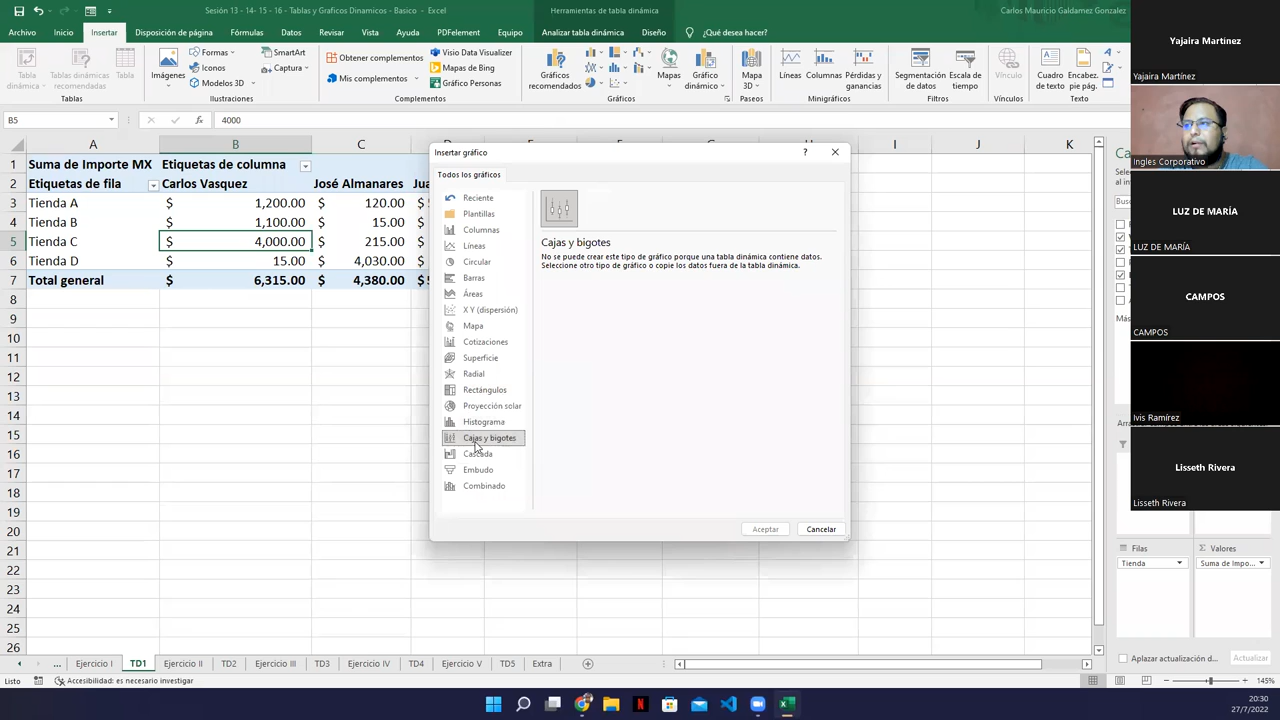 Sesión 13 - 14- 15 - 16 - Tablas y Graficos Dinamicos - Basico - Excel
Herramientas de tabla dinámica
Carlos Mauricio Galdamez Gonzalez
Archivo Inicio Insertar Disposición de página Fórmulas Datos Revisar Vista Ayuda PDFelement Equipo Analizar tabla dinámica Diseño ¿Qué desea hacer?
Tabla dinámica
Tablas dinámicas recomendadas
Tabla
Tablas
Imágenes
Formas
Iconos
Modelos 3D
SmartArt
Captura
Ilustraciones
Obtener complementos
Mis complementos
Visio Data Visualizer
Mapas de Bing
Gráfico Personas
Complementos
Gráficos recomendados
Mapas
Gráfico dinámico
Gráficos
Mapa 3D
Paseos
Líneas
Columnas
Pérdidas y ganancias
Minigráficos
Segmentación de datos
Escala de tiempo
Filtros
Vínculo
Vínculos
Cuadro de texto
Encabez. pie pág.
Texto
B5
fx
4000
A B C H I J K
1 Suma de Importe MX Etiquetas de columna
2 Etiquetas de fila Carlos Vasquez José Almanares
3 Tienda A $ 1,200.00 $ 120.00 $
4 Tienda B $ 1,100.00 $ 15.00 $
5 Tienda C $ 4,000.00 $ 215.00 $
6 Tienda D $ 15.00 $ 4,030.00 $
7 Total general $ 6,315.00 $ 4,380.00 $
8
9
10
11
12
13
14
15
16
17
18
19
20
21
22
23
24
25
26
Insertar gráfico
?
Todos los gráficos
Reciente
Plantillas
Columnas
Líneas
Circular
Barras
Áreas
X Y (dispersión)
Mapa
Cotizaciones
Superficie
Radial
Rectángulos
Proyección solar
Histograma
Cajas y bigotes
Cascada
Embudo
Combinado
Cajas y bigotes
No se puede crear este tipo de gráfico porque una tabla dinámica contiene datos.
Seleccione otro tipo de gráfico o copie los datos fuera de la tabla dinámica.
Aceptar
Cancelar
Yajaira Martinez
Yajaira Martínez
Ingles Corporativo
LUZ DE MARÍA
LUZ DE MARÍA
CAMPOS
CAMPOS
Ivis Ramírez
Lisseth Rivera
Lisseth Rivera
Filas
Σ Valores
Tienda
Suma de Impo...
Aplazar actualización d...
Actualizar
... Ejercicio I TD1 Ejercicio II TD2 Ejercicio III TD3 Ejercicio IV TD4 Ejercicio V TD5
Listo
Accesibilidad: es necesario investigar
145%
20:30
27/7/2022